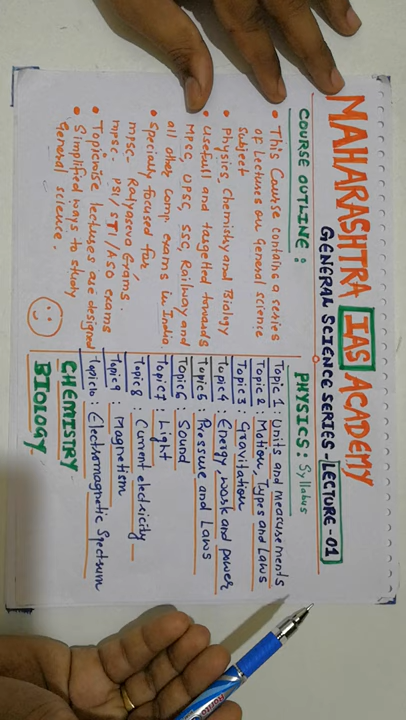 MAHARASHTRA IAS ACADEMY
GENERAL SCIENCE SERIES - LECTURE - 01
COURSE OUTLINE :
• This Course contains a series
of Lectures on General science
Subject
• Physics, Chemistry and Biology
• Usefull and targetted towards
MPSC, UPSC, SSC, Railway and
all other Comp. exams in India
• Specially focused for
mpsc- Rajyaseva Grams.
mpsc- PSI/STI/ASO exams
• Topicwise lectures are designed
• Simplified ways to study
General science.
PHYSICS : Syllabus
Topic 1 : Units and measurements
Topic 2 : Motion, Types and Laws
Topic 3 : Gravitation
Topic 4 : Energy work and power
Topic 5 : Pressure and Laws
Topic 6 : Sound
Topic 7 : Light
Topic 8 : Current electricity
Topic 9 : Magnetism
Topic 10 : Electromagnetic Spectrum
CHEMISTRY
BIOLOGY